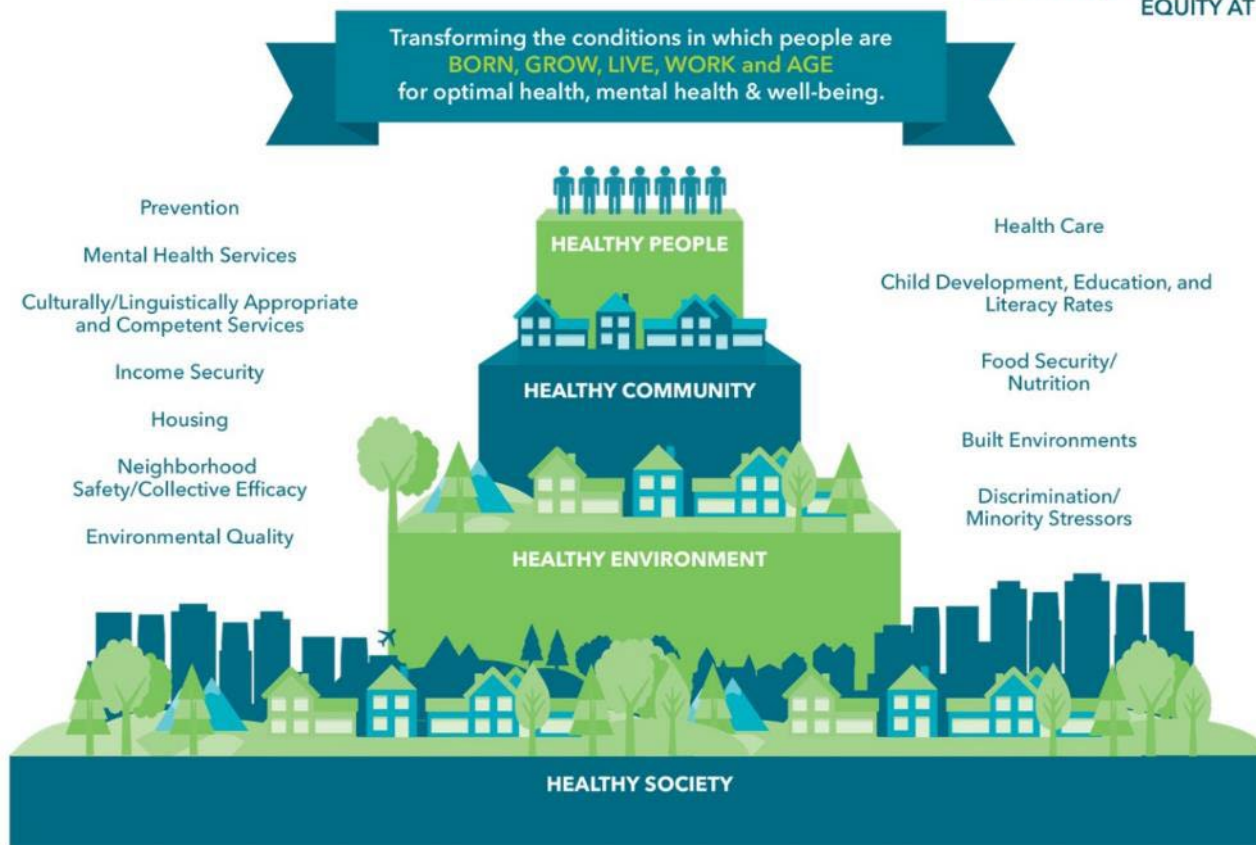 EQUITY AT
Transforming the conditions in which people are
BORN, GROW, LIVE, WORK and AGE
for optimal health, mental health & well-being.
Prevention
Mental Health Services
Culturally/Linguistically Appropriate
and Competent Services
Income Security
Housing
Neighborhood
Safety/Collective Efficacy
Environmental Quality
HEALTHY PEOPLE
HEALTHY COMMUNITY
HEALTHY ENVIRONMENT
HEALTHY SOCIETY
Health Care
Child Development, Education, and
Literacy Rates
Food Security/
Nutrition
Built Environments
Discrimination/
Minority Stressors